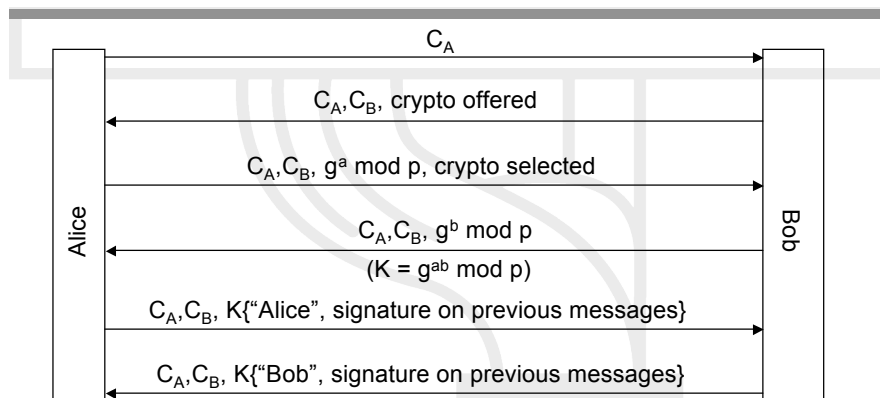 C_A
C_A,C_B, crypto offered
C_A,C_B, g^a mod p, crypto selected
Alice
Bob
C_A,C_B, g^b mod p
(K = g^ab mod p)
C_A,C_B, K{“Alice”, signature on previous messages}
C_A,C_B, K{“Bob”, signature on previous messages}